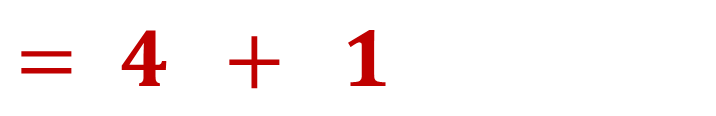 = 4 + 1